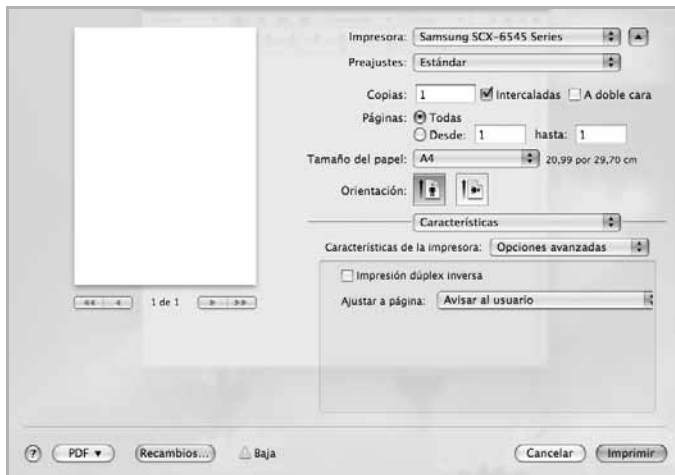 Impresora: Samsung SCX-6545 Series
Preajustes: Estándar
Copias: 1 Intercaladas A doble cara
Páginas: Todas
Desde: 1 hasta: 1
Tamaño del papel: A4 20,99 por 29,70 cm
Orientación:
Características
Características de la impresora: Opciones avanzadas
Impresión dúplex inversa
Ajustar a página: Avisar al usuario
1 de 1
? PDF Recambios... Baja Cancelar Imprimir